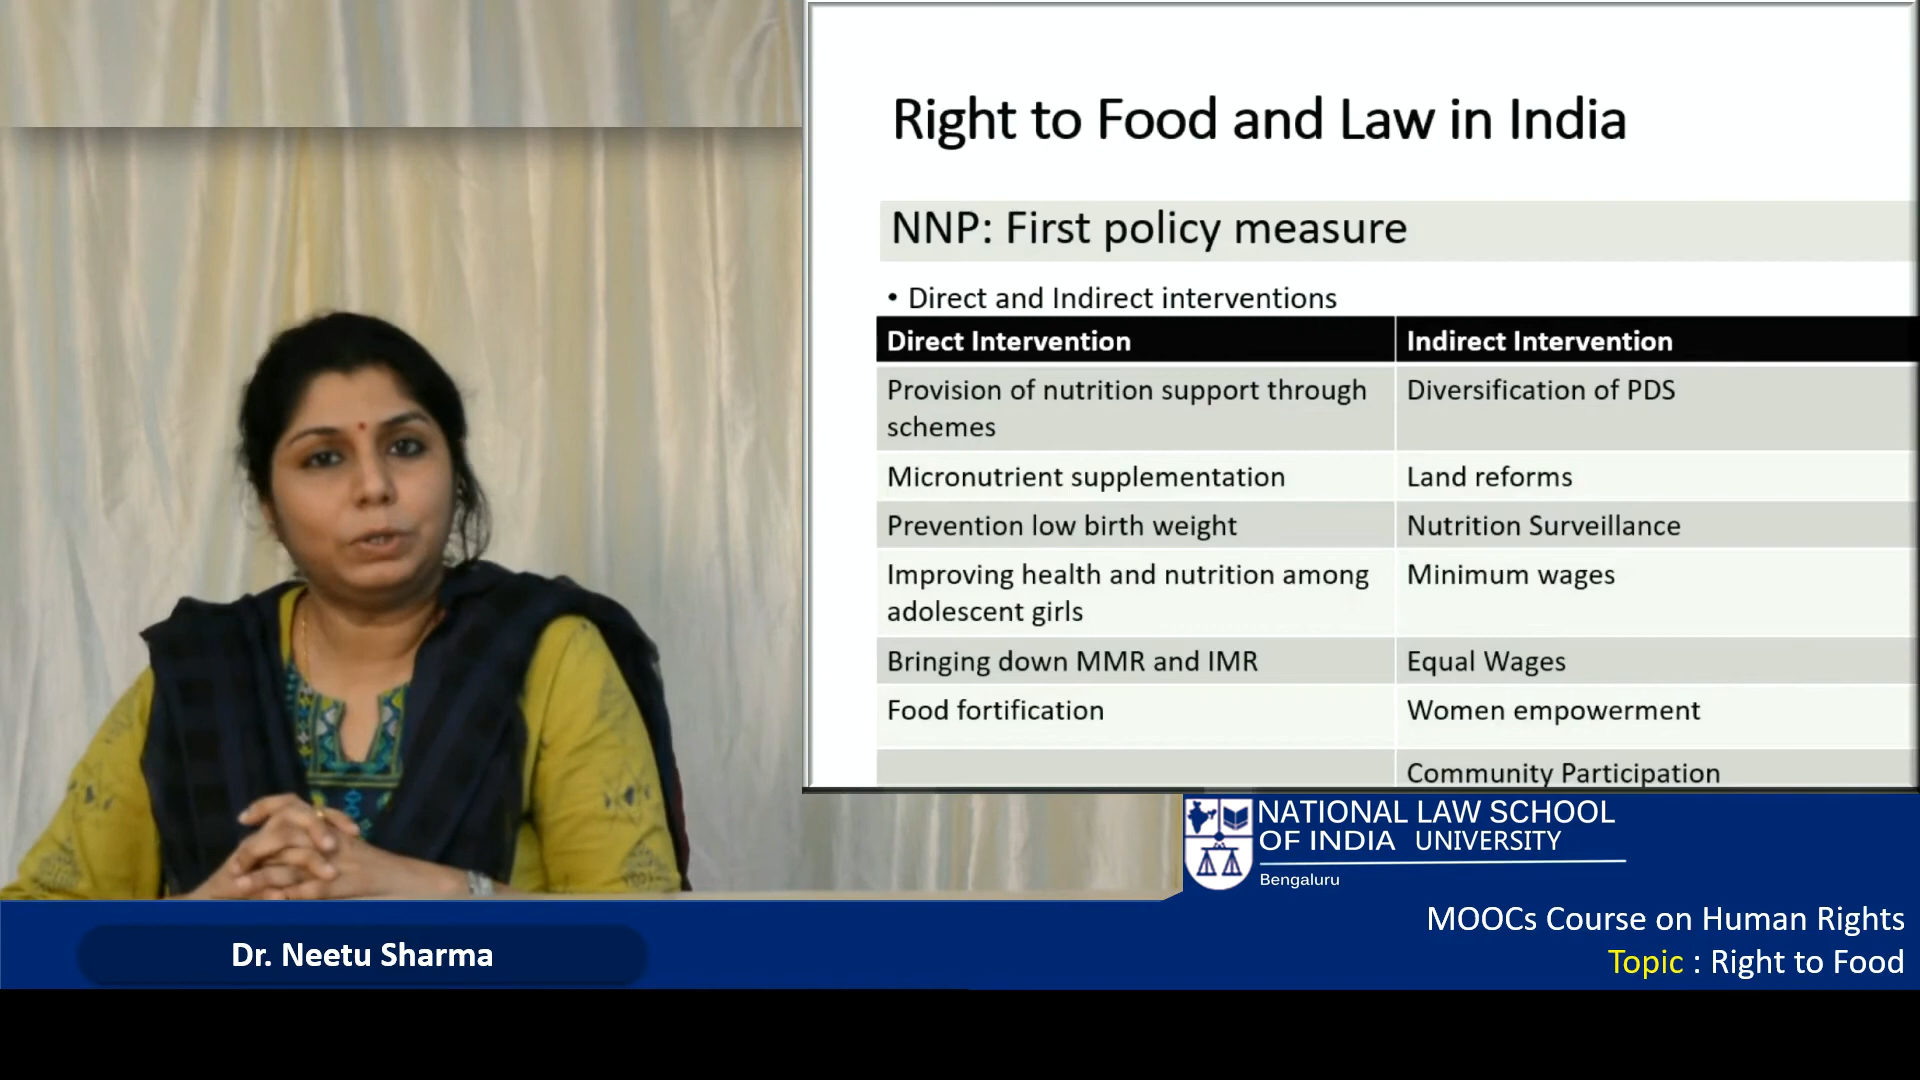 Right to Food and Law in India
NNP: First policy measure
• Direct and Indirect interventions
Direct Intervention
Indirect Intervention
Provision of nutrition support through
schemes
Diversification of PDS
Micronutrient supplementation
Land reforms
Prevention low birth weight
Nutrition Surveillance
Improving health and nutrition among
adolescent girls
Minimum wages
Bringing down MMR and IMR
Equal Wages
Food fortification
Women empowerment
Community Participation
NATIONAL LAW SCHOOL
OF INDIA UNIVERSITY
Bengaluru
MOOCs Course on Human Rights
Topic : Right to Food
Dr. Neetu Sharma